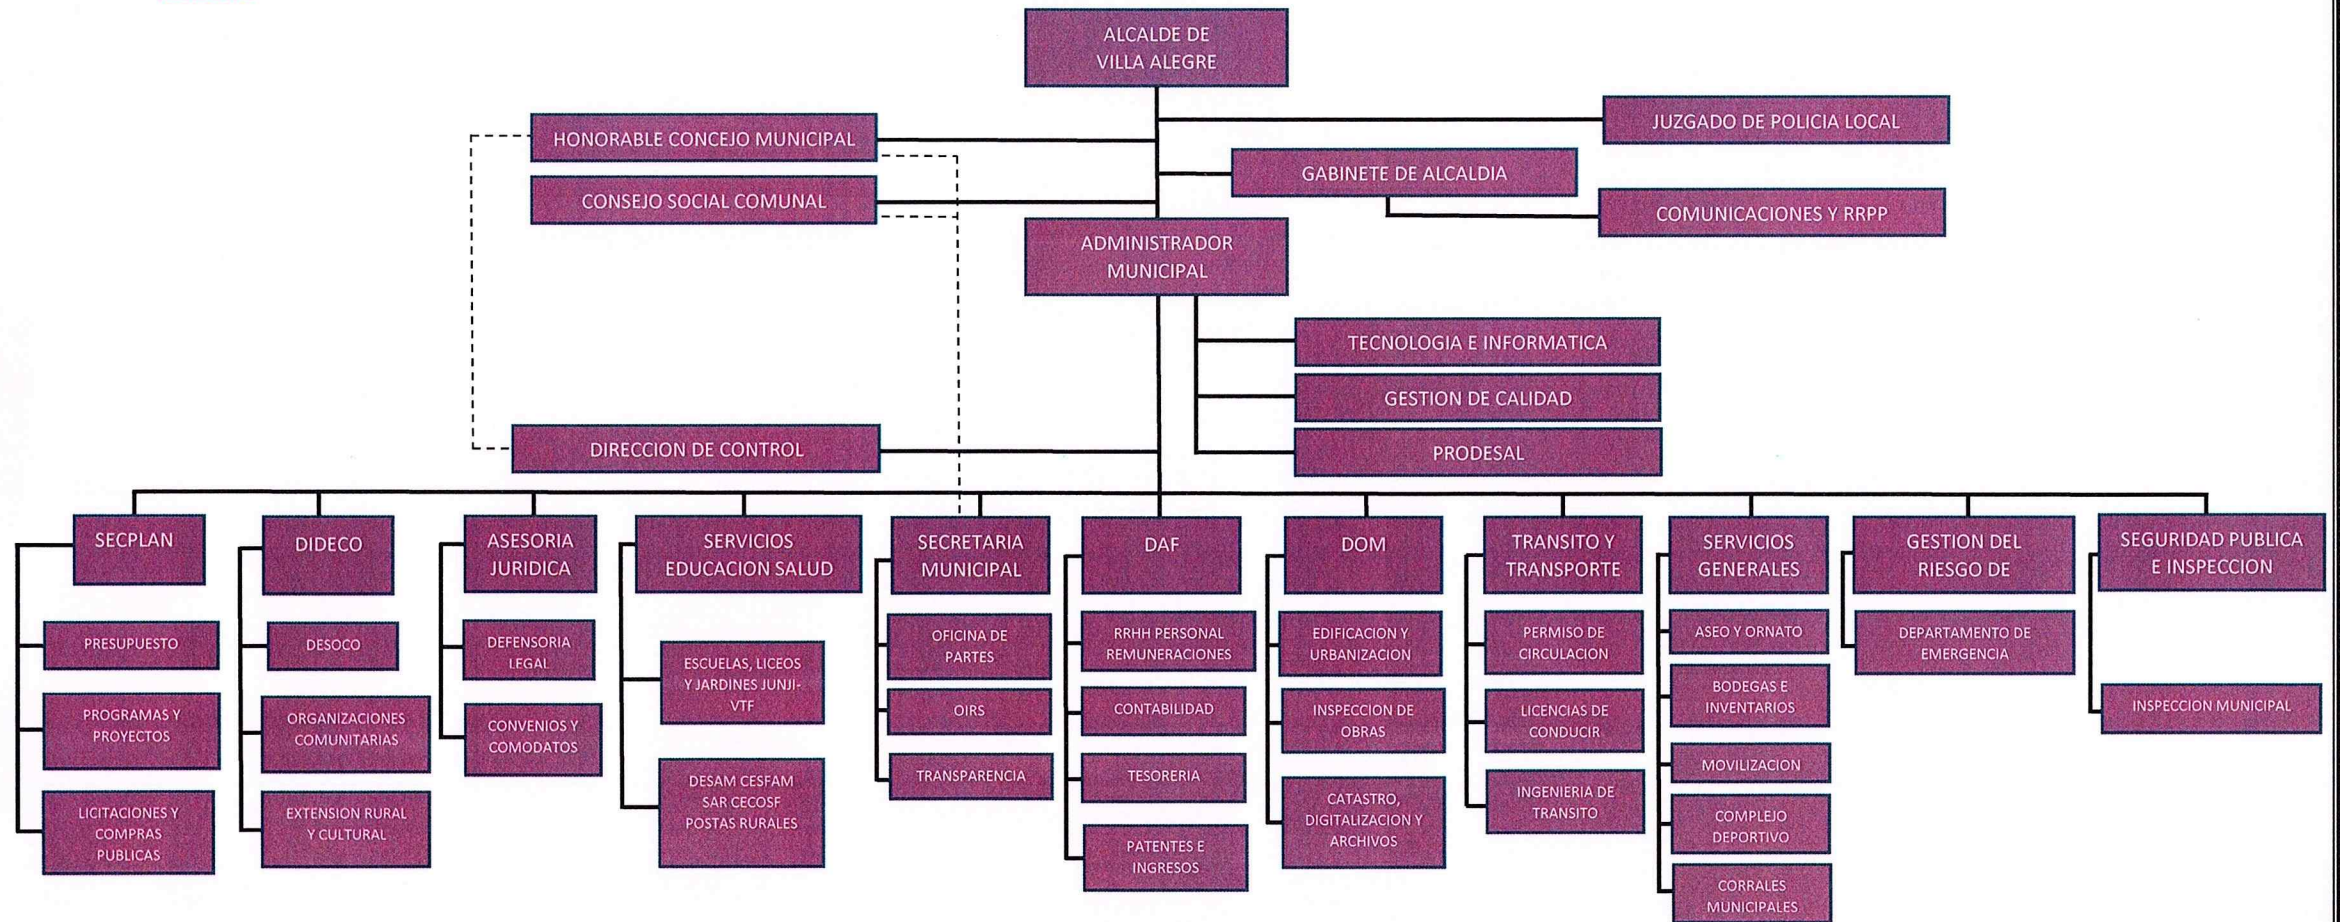 ALCALDE DE
VILLA ALEGRE
JUZGADO DE POLICIA LOCAL
HONORABLE CONCEJO MUNICIPAL
GABINETE DE ALCALDIA
CONSEJO SOCIAL COMUNAL
COMUNICACIONES Y RRPP
ADMINISTRADOR
MUNICIPAL
TECNOLOGIA E INFORMATICA
GESTION DE CALIDAD
DIRECCION DE CONTROL
PRODESAL
SECPLAN
PRESUPUESTO
PROGRAMAS Y
PROYECTOS
LICITACIONES Y
COMPRAS
PUBLICAS
DIDECO
DESOCO
ORGANIZACIONES
COMUNITARIAS
EXTENSION RURAL
Y CULTURAL
ASESORIA
JURIDICA
DEFENSORIA
LEGAL
CONVENIOS Y
COMODATOS
SERVICIOS
EDUCACION SALUD
ESCUELAS, LICEOS
Y JARDINES JUNJI-
VTF
DESAM CESFAM
SAR CECOSF
POSTAS RURALES
SECRETARIA
MUNICIPAL
OFICINA DE
PARTES
OIRS
TRANSPARENCIA
DAF
RRHH PERSONAL
REMUNERACIONES
CONTABILIDAD
TESORERIA
PATENTES E
INGRESOS
DOM
EDIFICACION Y
URBANIZACION
INSPECCION DE
OBRAS
CATASTRO,
DIGITALIZACION Y
ARCHIVOS
TRANSITO Y
TRANSPORTE
PERMISO DE
CIRCULACION
LICENCIAS DE
CONDUCIR
INGENIERIA DE
TRANSITO
SERVICIOS
GENERALES
ASEO Y ORNATO
BODEGAS E
INVENTARIOS
MOVILIZACION
COMPLEJO
DEPORTIVO
CORRALES
MUNICIPALES
GESTION DEL
RIESGO DE
DEPARTAMENTO DE
EMERGENCIA
SEGURIDAD PUBLICA
E INSPECCION
INSPECCION MUNICIPAL